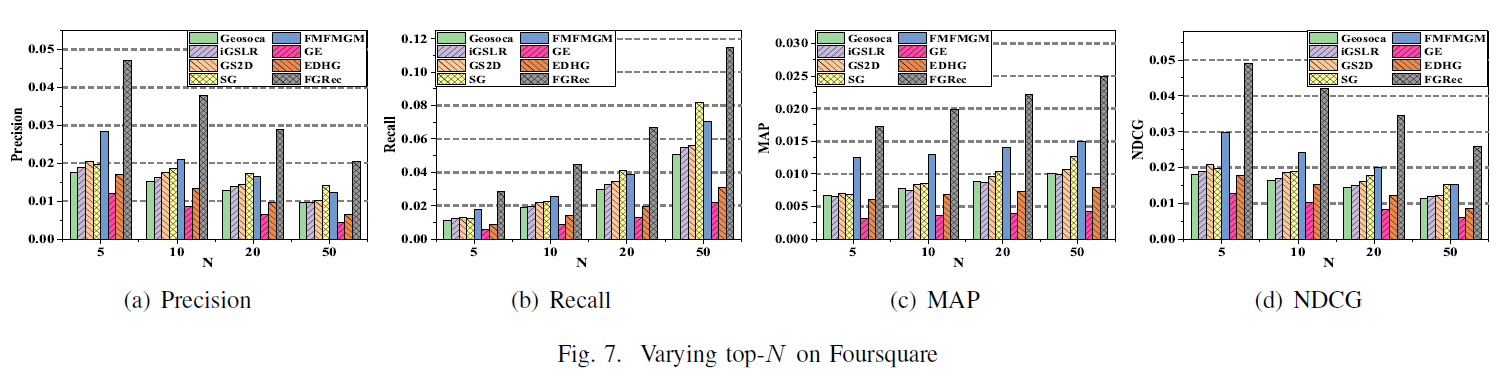 Geosoca FMFMGM
iGSLR GE
GS2D EDHG
SG FGRec
Precision
0.05
0.04
0.03
0.02
0.01
0.00
5 10 20 50
N
(a) Precision
Geosoca FMFMGM
iGSLR GE
GS2D EDHG
SG FGRec
Recall
0.12
0.10
0.08
0.06
0.04
0.02
0.00
5 10 20 50
N
(b) Recall
Geosoca FMFMGM
iGSLR GE
GS2D EDHG
SG FGRec
MAP
0.030
0.025
0.020
0.015
0.010
0.005
0.000
5 10 20 50
N
(c) MAP
Geosoca FMFMGM
iGSLR GE
GS2D EDHG
SG FGRec
NDCG
0.05
0.04
0.03
0.02
0.01
0.00
5 10 20 50
N
(d) NDCG
Fig. 7. Varying top-N on Foursquare